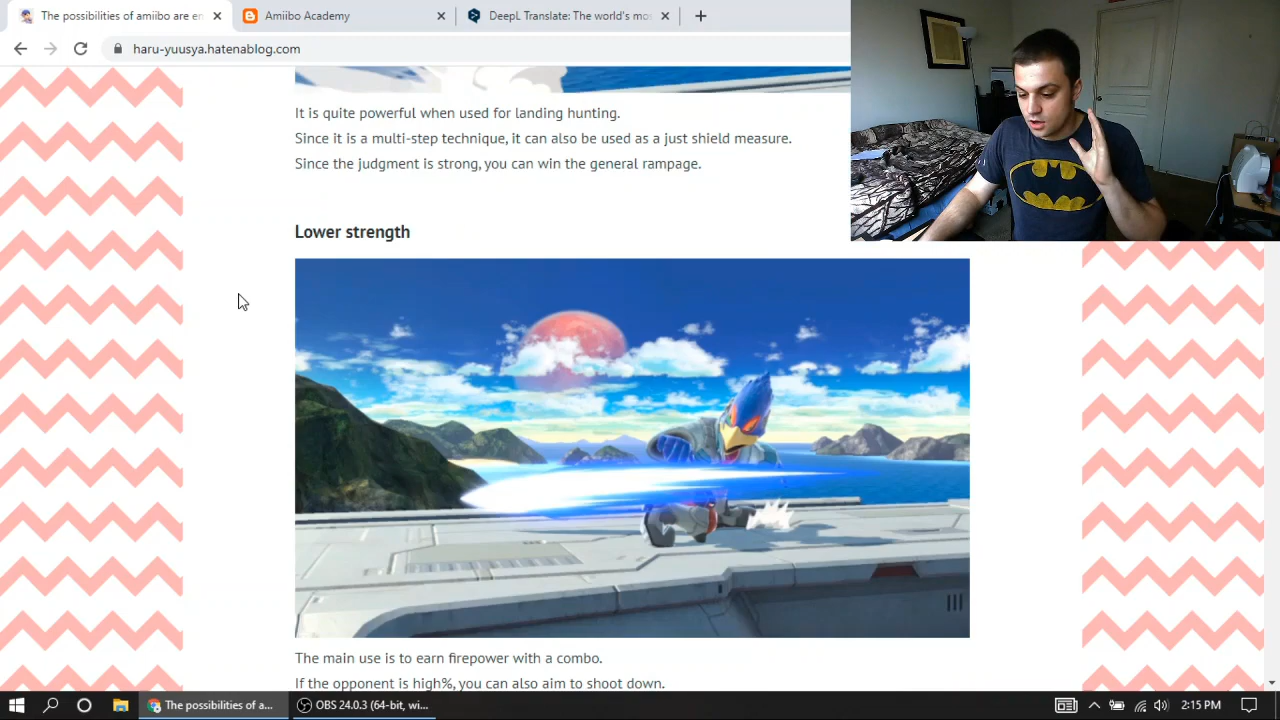 The possibilities of amiibo are en
Amiibo Academy
DeepL Translate: The world's mos
haru-yuusya.hatenablog.com
It is quite powerful when used for landing hunting.
Since it is a multi-step technique, it can also be used as a just shield measure.
Since the judgment is strong, you can win the general rampage.
Lower strength
The main use is to earn firepower with a combo.
If the opponent is high%, you can also aim to shoot down.
The possibilities of a...
OBS 24.0.3 (64-bit, wi...
2:15 PM